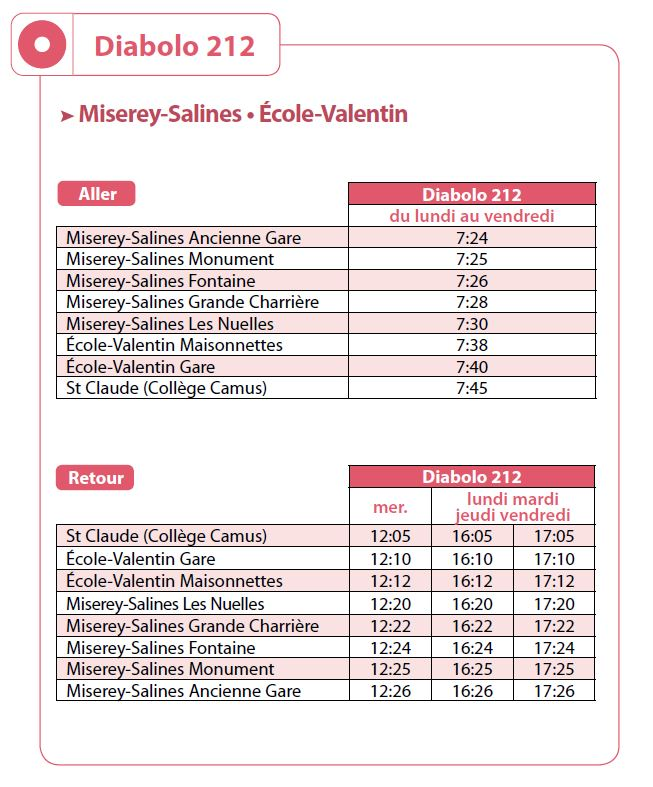 Diabolo 212
➤ Miserey-Salines • École-Valentin
Aller
Diabolo 212
du lundi au vendredi
Miserey-Salines Ancienne Gare 7:24
Miserey-Salines Monument 7:25
Miserey-Salines Fontaine 7:26
Miserey-Salines Grande Charrière 7:28
Miserey-Salines Les Nuelles 7:30
École-Valentin Maisonnettes 7:38
École-Valentin Gare 7:40
St Claude (Collège Camus) 7:45
Retour
Diabolo 212
mer. lundi mardi
jeudi vendredi
St Claude (Collège Camus) 12:05 16:05 17:05
École-Valentin Gare 12:10 16:10 17:10
École-Valentin Maisonnettes 12:12 16:12 17:12
Miserey-Salines Les Nuelles 12:20 16:20 17:20
Miserey-Salines Grande Charrière 12:22 16:22 17:22
Miserey-Salines Fontaine 12:24 16:24 17:24
Miserey-Salines Monument 12:25 16:25 17:25
Miserey-Salines Ancienne Gare 12:26 16:26 17:26